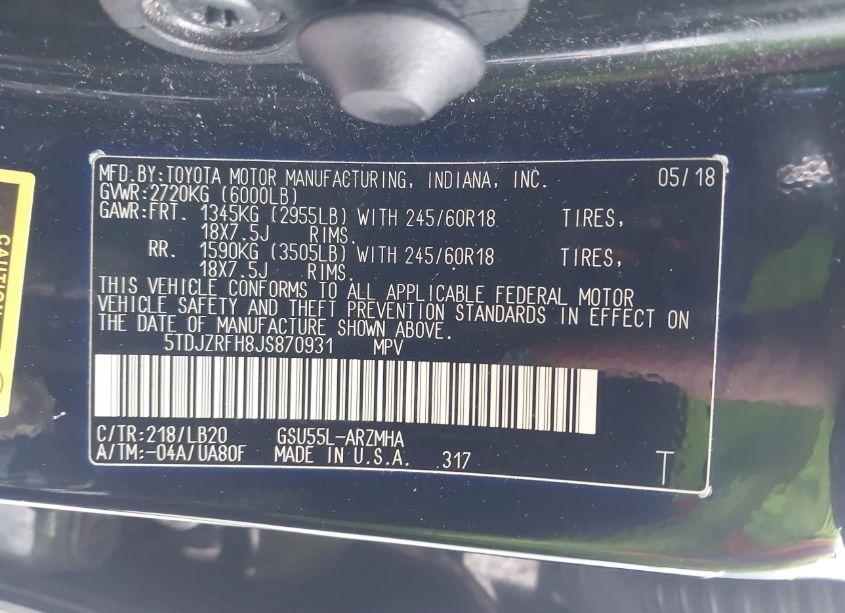 MFD.BY:TOYOTA MOTOR MANUFACTURING, INDIANA, INC. 05/18
GVWR:2720KG (6000LB)
GAWR:FRT. 1345KG (2955LB) WITH 245/60R18 TIRES,
18X7.5J RIMS.
RR. 1590KG (3505LB) WITH 245/60R18 TIRES,
18X7.5J RIMS.
THIS VEHICLE CONFORMS TO ALL APPLICABLE FEDERAL MOTOR
VEHICLE SAFETY AND THEFT PREVENTION STANDARDS IN EFFECT ON
THE DATE OF MANUFACTURE SHOWN ABOVE.
5TDJZRFH8JS870931 MPV
C/TR:218/LB20 GSU55L-ARZMHA
A/TM:-04A/UA80F MADE IN U.S.A. 317 T
CAUTION